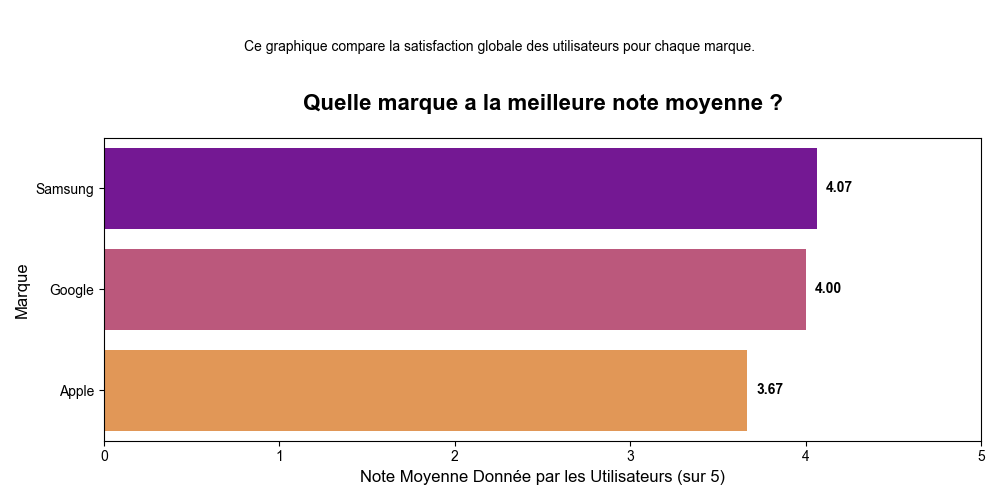 Ce graphique compare la satisfaction globale des utilisateurs pour chaque marque.
Quelle marque a la meilleure note moyenne ?
Marque
Samsung
4.07
Google
4.00
Apple
3.67
0 1 2 3 4 5
Note Moyenne Donnée par les Utilisateurs (sur 5)